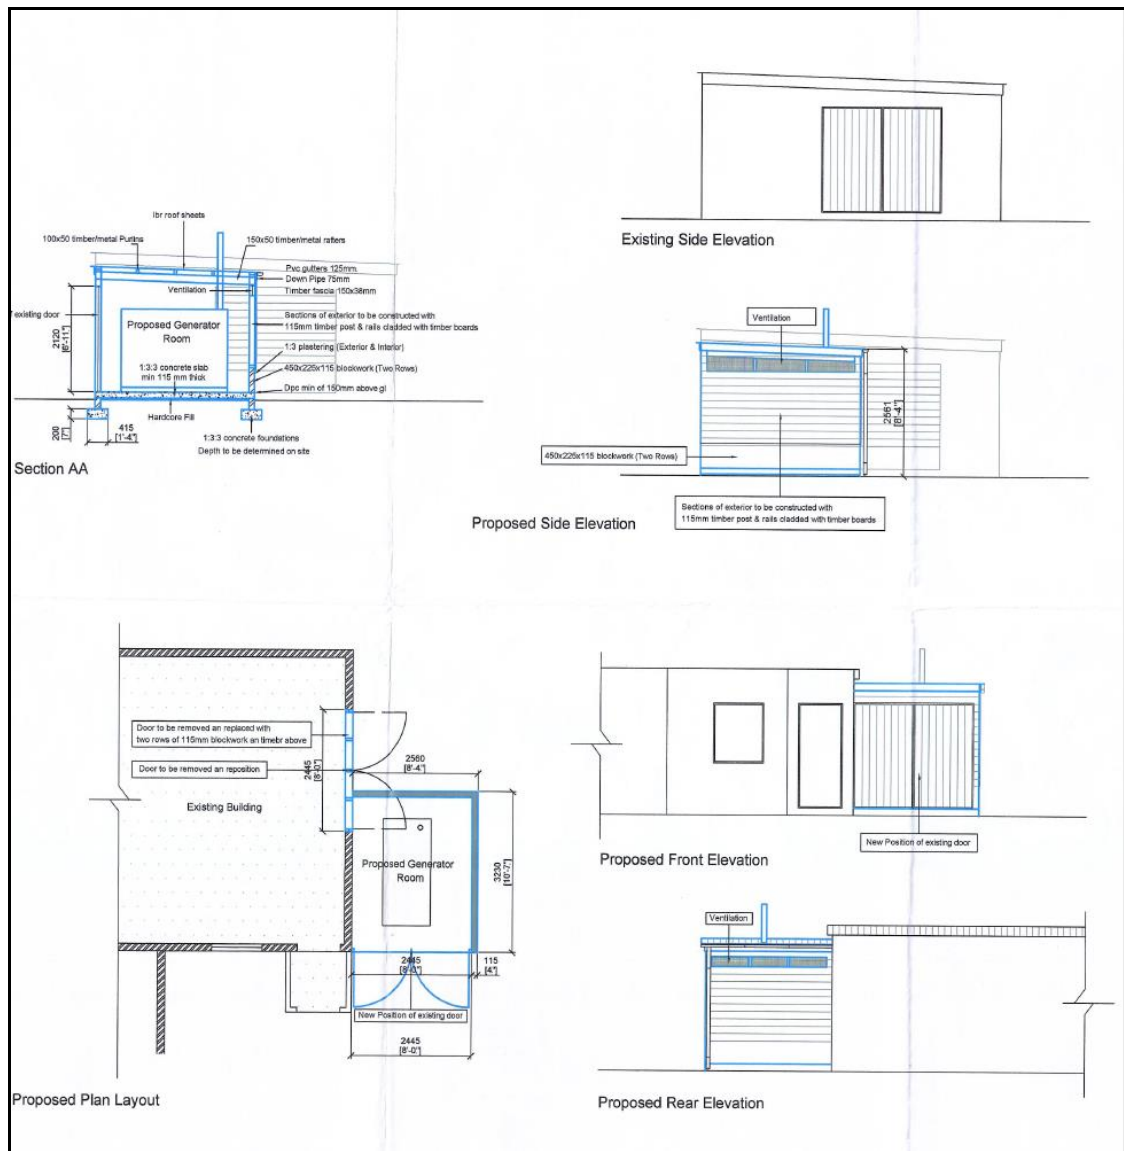 Existing Side Elevation
lbr roof sheets
100x50 timber/metal Purlins
150x50 timber/metal rafters
Pvc gutters 125mm
Down Pipe 75mm
Ventilation
Timber fascia 150x38mm
f existing door
Sections of exterior to be constructed with
115mm timber post & rails cladded with timber boards
Proposed Generator
Room
2120
[6'-11"]
1:3 plastering (Exterior & Interior)
1:3:3 concrete slab
min 115 mm thick
450x225x115 blockwork (Two Rows)
Dpc min of 150mm above gl
Hardcore Fill
200
[7"]
415
[1'-4"]
1:3:3 concrete foundations
Depth to be determined on site
Section AA
Ventilation
2561
[8'-4"]
450x225x115 blockwork (Two Rows)
Sections of exterior to be constructed with
115mm timber post & rails cladded with timber boards
Proposed Side Elevation
Door to be removed an replaced with
two rows of 115mm blockwork an timebr above
Door to be removed an reposition
2445
[8'-0"]
2560
[8'-4"]
Existing Building
Proposed Generator
Room
3230
[10'-7"]
2445
[8'-0"]
115
[4"]
New Position of existing door
2445
[8'-0"]
Proposed Plan Layout
New Position of existing door
Proposed Front Elevation
Ventilation
Proposed Rear Elevation